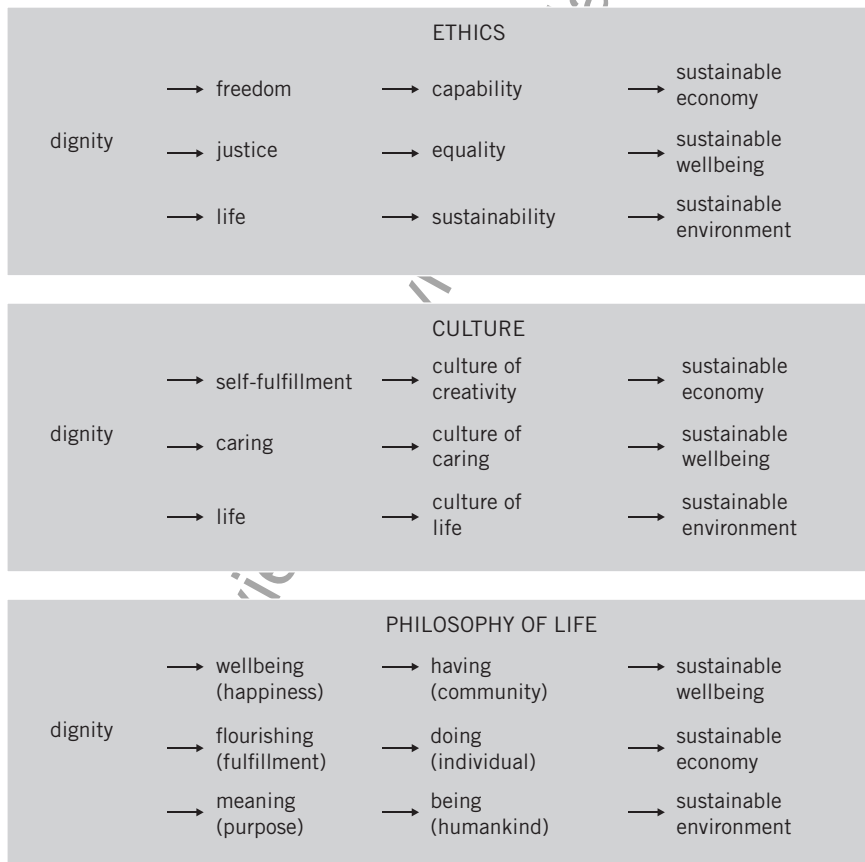 ETHICS
dignity
→ freedom → capability → sustainable
economy
→ justice → equality → sustainable
wellbeing
→ life → sustainability → sustainable
environment
CULTURE
dignity
→ self-fulfillment → culture of
creativity → sustainable
economy
→ caring → culture of
caring → sustainable
wellbeing
→ life → culture of
life → sustainable
environment
PHILOSOPHY OF LIFE
dignity
→ wellbeing
(happiness) → having
(community) → sustainable
wellbeing
→ flourishing
(fulfillment) → doing
(individual) → sustainable
economy
→ meaning
(purpose) → being
(humankind) → sustainable
environment